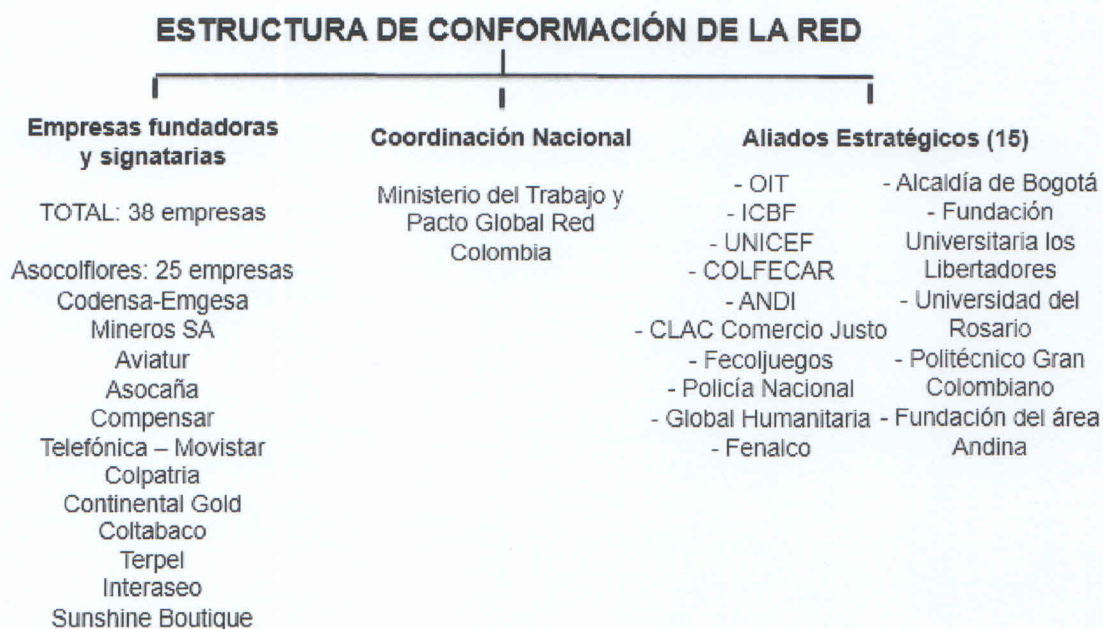 ESTRUCTURA DE CONFORMACIÓN DE LA RED
Empresas fundadoras
y signatarias
TOTAL: 38 empresas
Asocolflores: 25 empresas
Codensa-Emgesa
Mineros SA
Aviatur
Asocaña
Compensar
Telefónica – Movistar
Colpatria
Continental Gold
Coltabaco
Terpel
Interaseo
Sunshine Boutique
Coordinación Nacional
Ministerio del Trabajo y
Pacto Global Red
Colombia
Aliados Estratégicos (15)
- OIT
- ICBF
- UNICEF
- COLFECAR
- ANDI
- CLAC Comercio Justo
- Fecoljuegos
- Policía Nacional
- Global Humanitaria
- Fenalco
- Alcaldía de Bogotá
- Fundación
Universitaria los
Libertadores
- Universidad del
Rosario
- Politécnico Gran
Colombiano
- Fundación del área
Andina